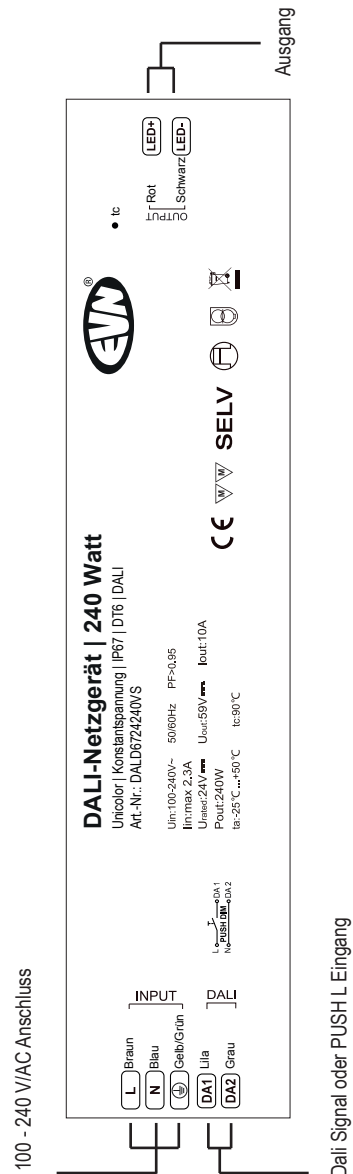 100 - 240 V/AC Anschluss
DALI-Netzgerät | 240 Watt
Unicolor | Konstantspannung | IP67 | DT6 | DALI
Art.-Nr.: DALD6724240VS
Uin:100-240V~ 50/60Hz PF>0.95
Iin:max 2.3A
Urated:24V Uout:59V Iout:10A
Pout:240W
ta:-25°C...+50°C tc:90°C
EVN®
tc
CE M M SELV
INPUT
L Braun
N Blau
Gelb/Grün
DALI
DA1 Lila
DA2 Grau
L DA1
PUSH DIM
N DA2
OUTPUT
Rot LED+
Schwarz LED-
Ausgang
Dali Signal oder PUSH L Eingang